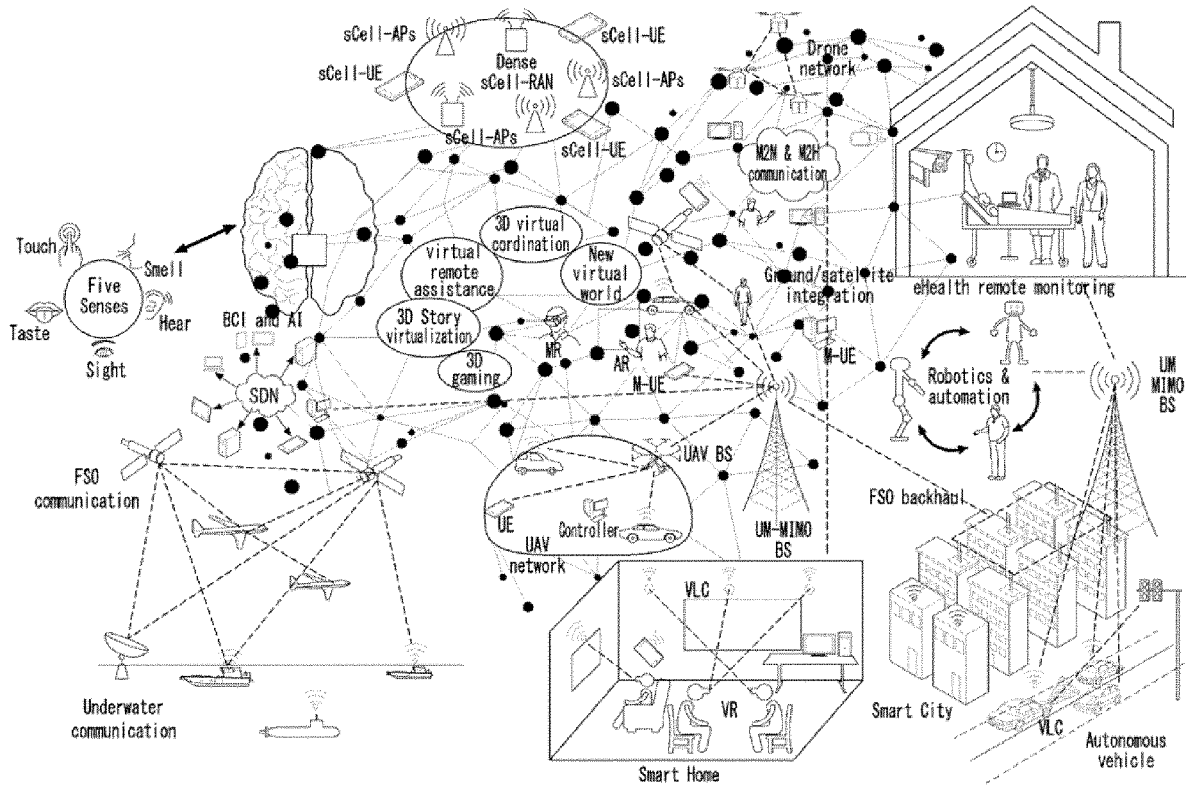 sCell-APs
sCell-UE
Dense
sCell-RAN
sCell-UE
sCell-APs
sCell-APs
sCell-UE
Drone
network
M2N & M2H
communication
Touch
Smell
Five
Senses
Hear
Taste
Sight
BCI and AI
SDN
3D virtual
cordination
virtual
remote
assistance
New
virtual
world
3D Story
virtualization
3D
gaming
MR
AR
M-UE
Ground/satellite
integration
M-UE
eHealth remote monitoring
Robotics &
automation
UM
MIMO
BS
FSO
communication
UAV BS
UE
Controller
UAV
network
UM-MIMO
BS
FSO backhaul
Underwater
communication
VLC
VR
Smart Home
Smart City
VLC
Autonomous
vehicle